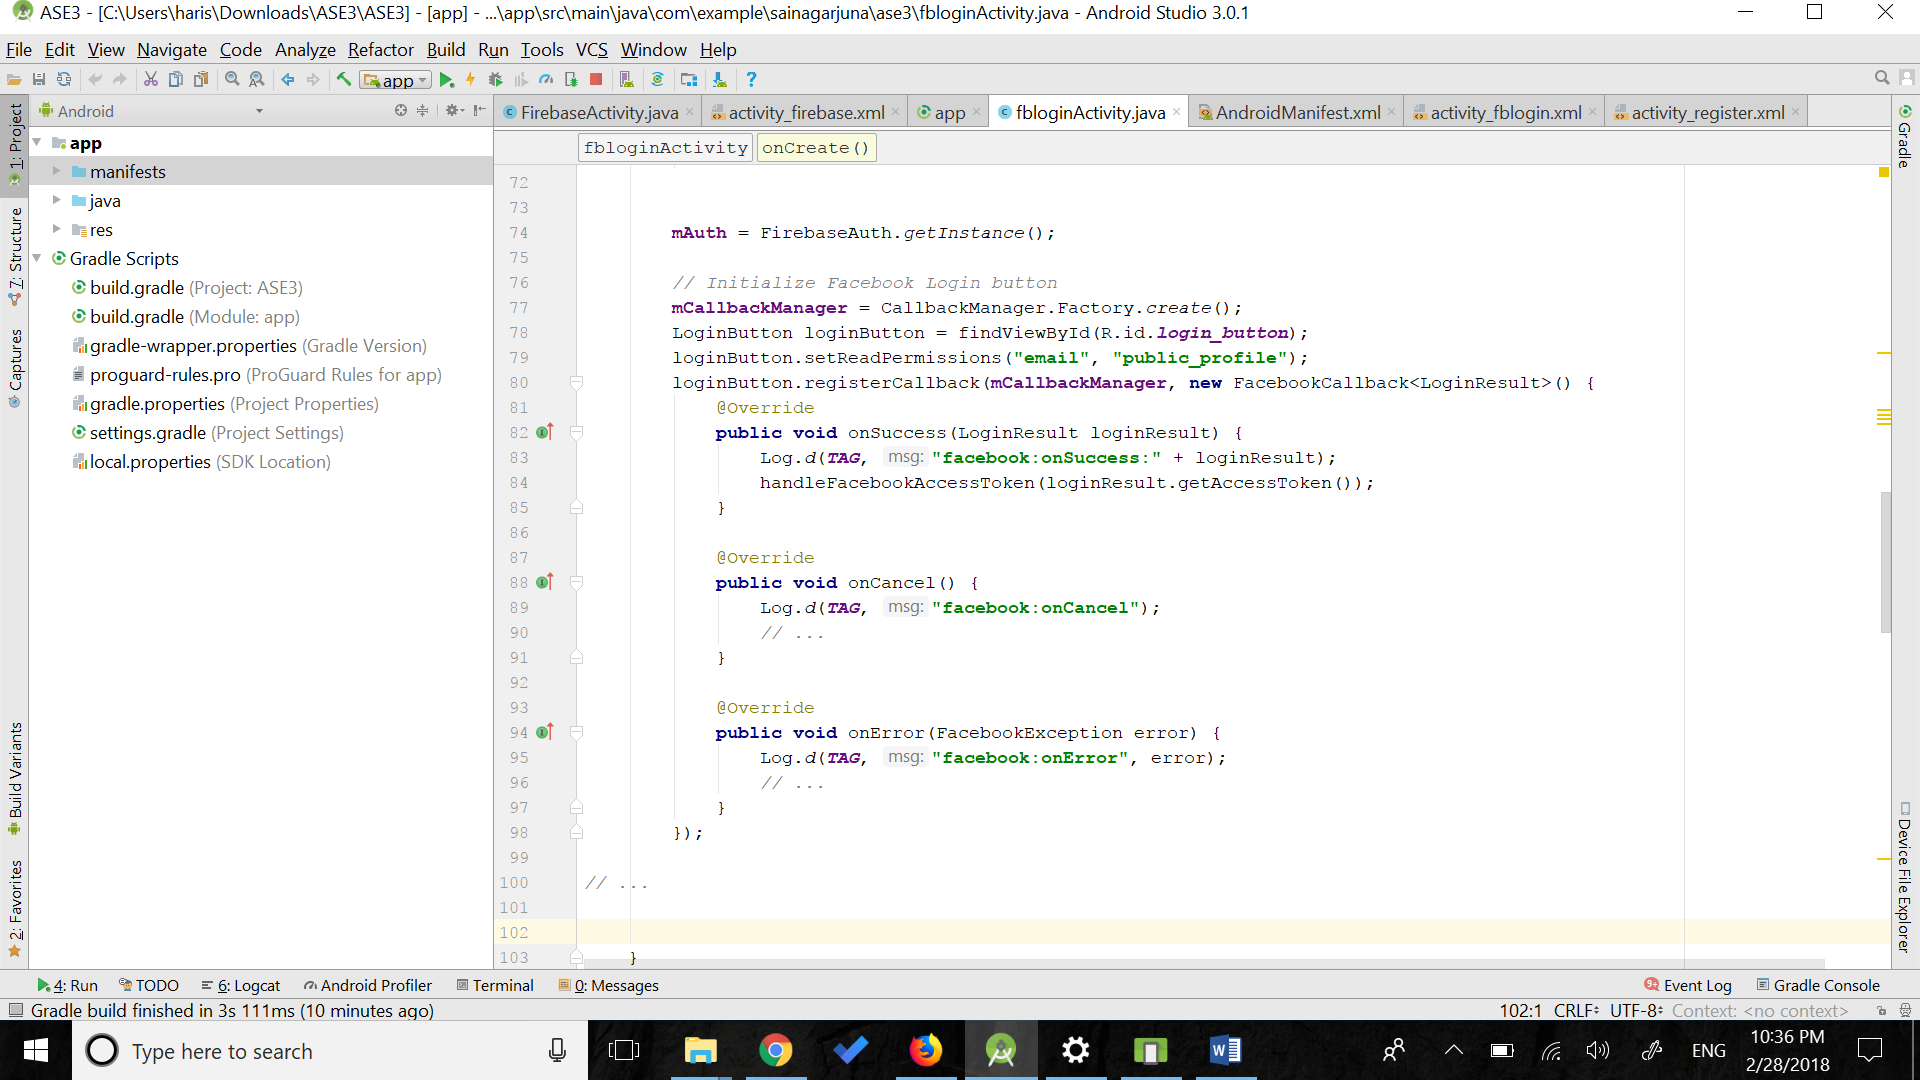 ASE3 - [C:\Users\haris\Downloads\ASE3\ASE3] - [app] - ...\app\src\main\java\com\example\sainagarjuna\ase3\fbloginActivity.java - Android Studio 3.0.1
File Edit View Navigate Code Analyze Refactor Build Run Tools VCS Window Help
app
Android
FirebaseActivity.java activity_firebase.xml app fbloginActivity.java AndroidManifest.xml activity_fblogin.xml activity_register.xml
fbloginActivity onCreate()
1: Project
7: Structure
Captures
Build Variants
2: Favorites
app
manifests
java
res
Gradle Scripts
build.gradle (Project: ASE3)
build.gradle (Module: app)
gradle-wrapper.properties (Gradle Version)
proguard-rules.pro (ProGuard Rules for app)
gradle.properties (Project Properties)
settings.gradle (Project Settings)
local.properties (SDK Location)
72
73
74 mAuth = FirebaseAuth.getInstance();
75
76 // Initialize Facebook Login button
77 mCallbackManager = CallbackManager.Factory.create();
78 LoginButton loginButton = findViewById(R.id.login_button);
79 loginButton.setReadPermissions("email", "public_profile");
80 loginButton.registerCallback(mCallbackManager, new FacebookCallback<LoginResult>() {
81 @Override
82 public void onSuccess(LoginResult loginResult) {
83 Log.d(TAG, msg: "facebook:onSuccess:" + loginResult);
84 handleFacebookAccessToken(loginResult.getAccessToken());
85 }
86
87 @Override
88 public void onCancel() {
89 Log.d(TAG, msg: "facebook:onCancel");
90 // ...
91 }
92
93 @Override
94 public void onError(FacebookException error) {
95 Log.d(TAG, msg: "facebook:onError", error);
96 // ...
97 }
98 });
99
100 // ...
101
102
103 }
Gradle
Device File Explorer
4: Run TODO 6: Logcat Android Profiler Terminal 0: Messages Event Log Gradle Console
Gradle build finished in 3s 111ms (10 minutes ago) 102:1 CRLF UTF-8 Context: <no context>
Type here to search
ENG
10:36 PM
2/28/2018